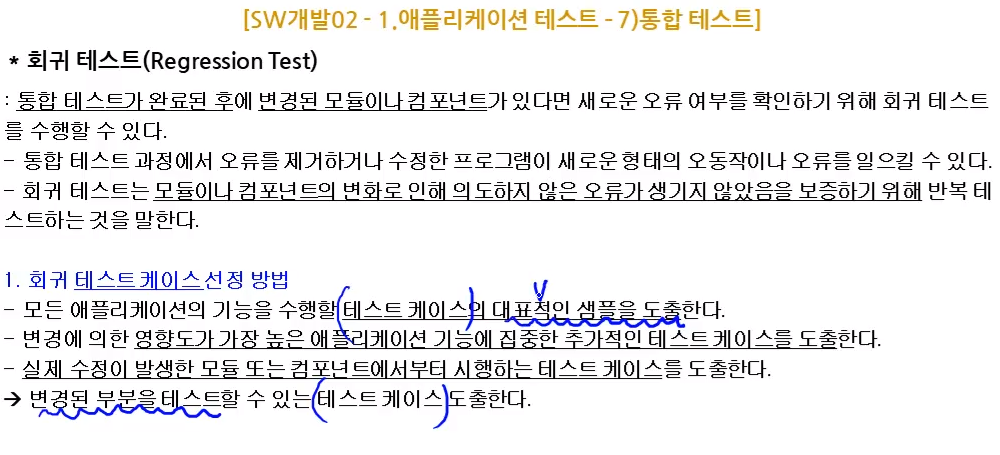 [SW개발02 - 1.애플리케이션 테스트 - 7)통합 테스트]
* 회귀 테스트(Regression Test)
: 통합 테스트가 완료된 후에 변경된 모듈이나 컴포넌트가 있다면 새로운 오류 여부를 확인하기 위해 회귀 테스트
를 수행할 수 있다.
- 통합 테스트 과정에서 오류를 제거하거나 수정한 프로그램이 새로운 형태의 오동작이나 오류를 일으킬 수 있다.
- 회귀 테스트는 모듈이나 컴포넌트의 변화로 인해 의도하지 않은 오류가 생기지 않았음을 보증하기 위해 반복 테
스트하는 것을 말한다.
1. 회귀 테스트 케이스 선정 방법
- 모든 애플리케이션의 기능을 수행할 테스트 케이스의 대표적인 샘플을 도출한다.
- 변경에 의한 영향도가 가장 높은 애플리케이션 기능에 집중한 추가적인 테스트 케이스를 도출한다.
- 실제 수정이 발생한 모듈 또는 컴포넌트에서부터 시행하는 테스트 케이스를 도출한다.
→ 변경된 부분을 테스트할 수 있는 테스트 케이스 도출한다.